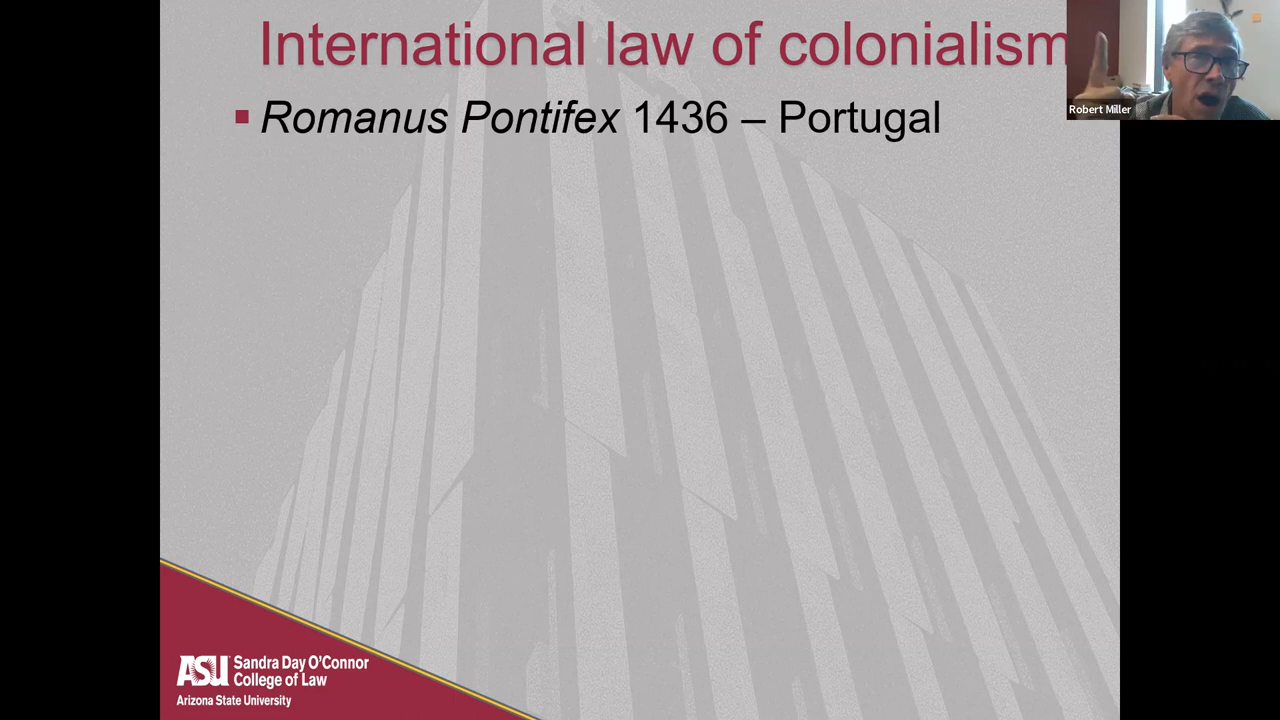 International law of colonialism
Robert Miller
▪ Romanus Pontifex 1436 – Portugal
ASU Sandra Day O'Connor
College of Law
Arizona State University